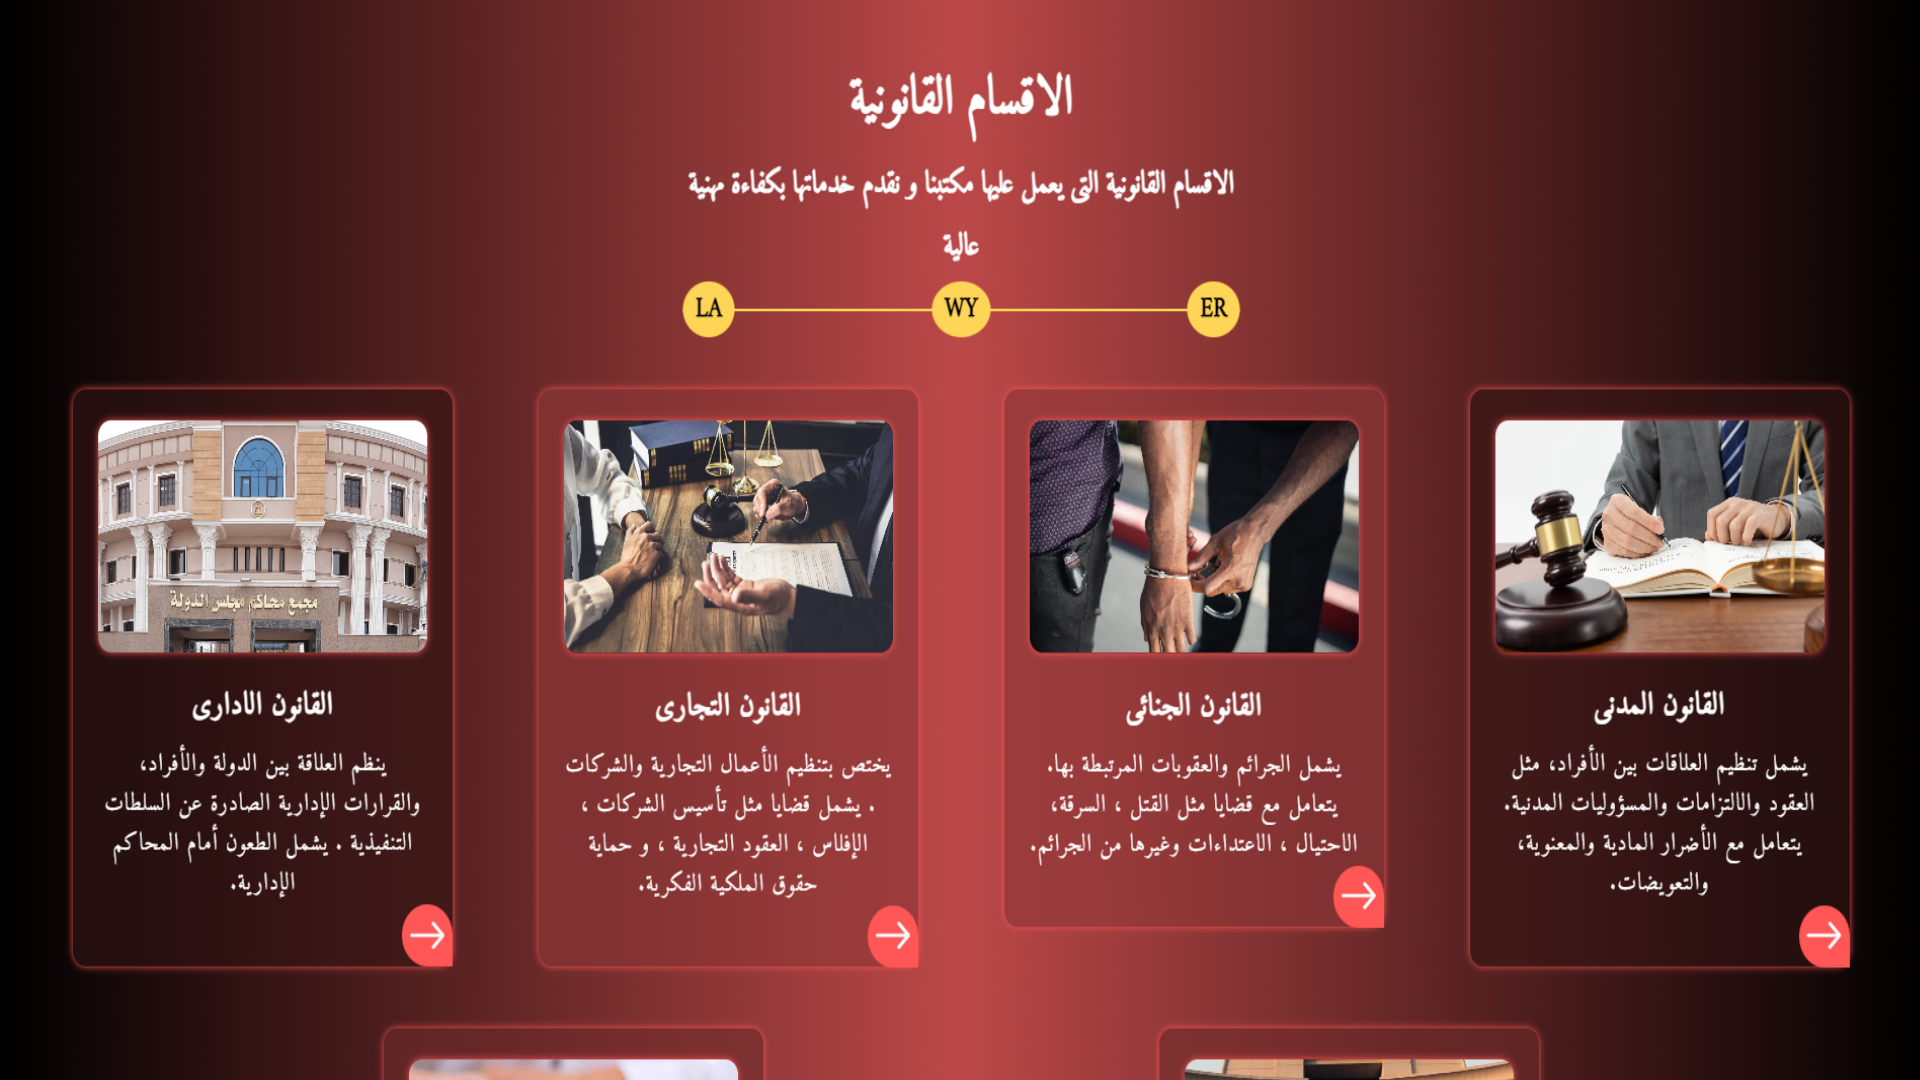 الاقسام القانونية
الاقسام القانونية التى يعمل عليها مكتبنا و نقدم خدماتها بكفاءة مهنية
عالية
LA WY ER
القانون المدنى
يشمل تنظيم العلاقات بين الأفراد، مثل
العقود والالتزامات والمسؤوليات المدنية.
يتعامل مع الأضرار المادية والمعنوية،
والتعويضات.
القانون الجنائى
يشمل الجرائم والعقوبات المرتبطة بها.
يتعامل مع قضايا مثل القتل ، السرقة،
الاحتيال ، الاعتداءات وغيرها من الجرائم.
القانون التجارى
يختص بتنظيم الأعمال التجارية والشركات
. يشمل قضايا مثل تأسيس الشركات ،
الإفلاس ، العقود التجارية ، و حماية
حقوق الملكية الفكرية.
مجمع محاكم مجلس الدولة
القانون الادارى
ينظم العلاقة بين الدولة والأفراد،
والقرارات الإدارية الصادرة عن السلطات
التنفيذية . يشمل الطعون أمام المحاكم
الإدارية.